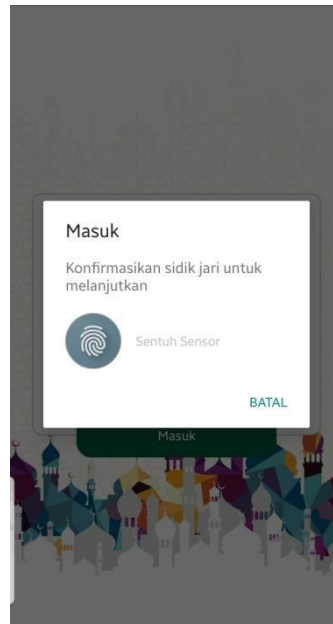 Masuk
Konfirmasikan sidik jari untuk
melanjutkan
Sentuh Sensor
BATAL
Masuk